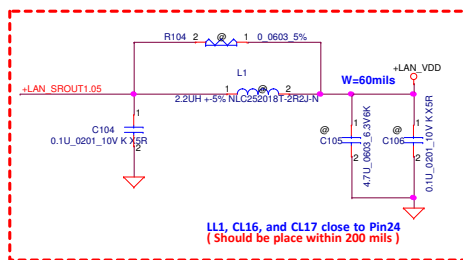 R104 2 @ 1 0_0603_5%
L1
+LAN_SROUT1.05
1 @ 2
2.2UH +-5% NLC252018T-2R2J-N
W=60mils
+LAN_VDD
1
C104
0.1U_0201_10V K X5R
2
@
C105
1
2
4.7U_0603_6.3V6K
@
C106
1
2
0.1U_0201_10V K X5R
LL1, CL16, and CL17 close to Pin24
( Should be place within 200 mils )